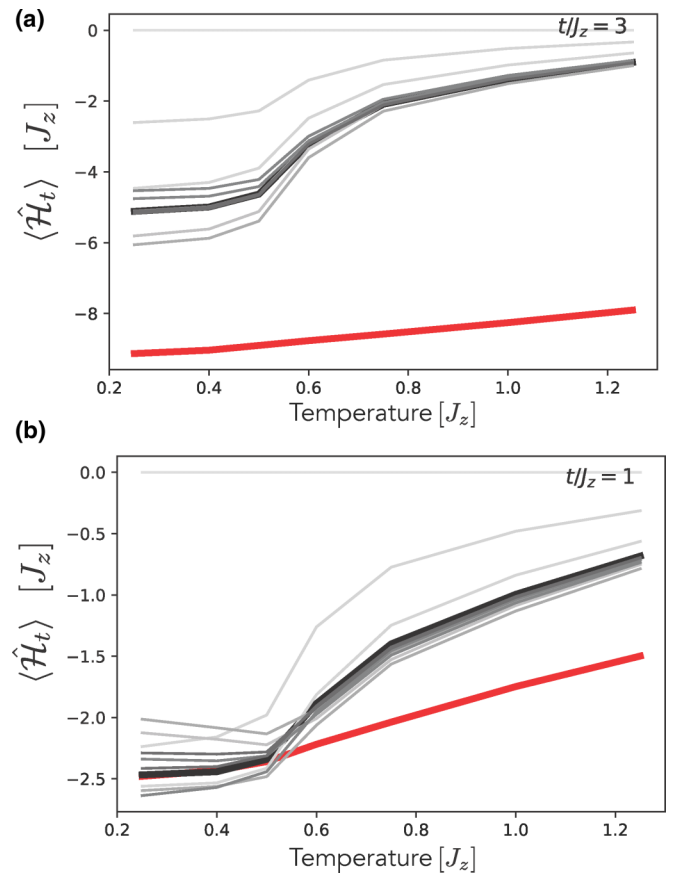 (a)
t/J_z = 3
0
−2
−4
−6
−8
⟨Ĥ_t⟩ [J_z]
0.2 0.4 0.6 0.8 1.0 1.2
Temperature [J_z]
(b)
t/J_z = 1
0.0
−0.5
−1.0
−1.5
−2.0
−2.5
⟨Ĥ_t⟩ [J_z]
0.2 0.4 0.6 0.8 1.0 1.2
Temperature [J_z]